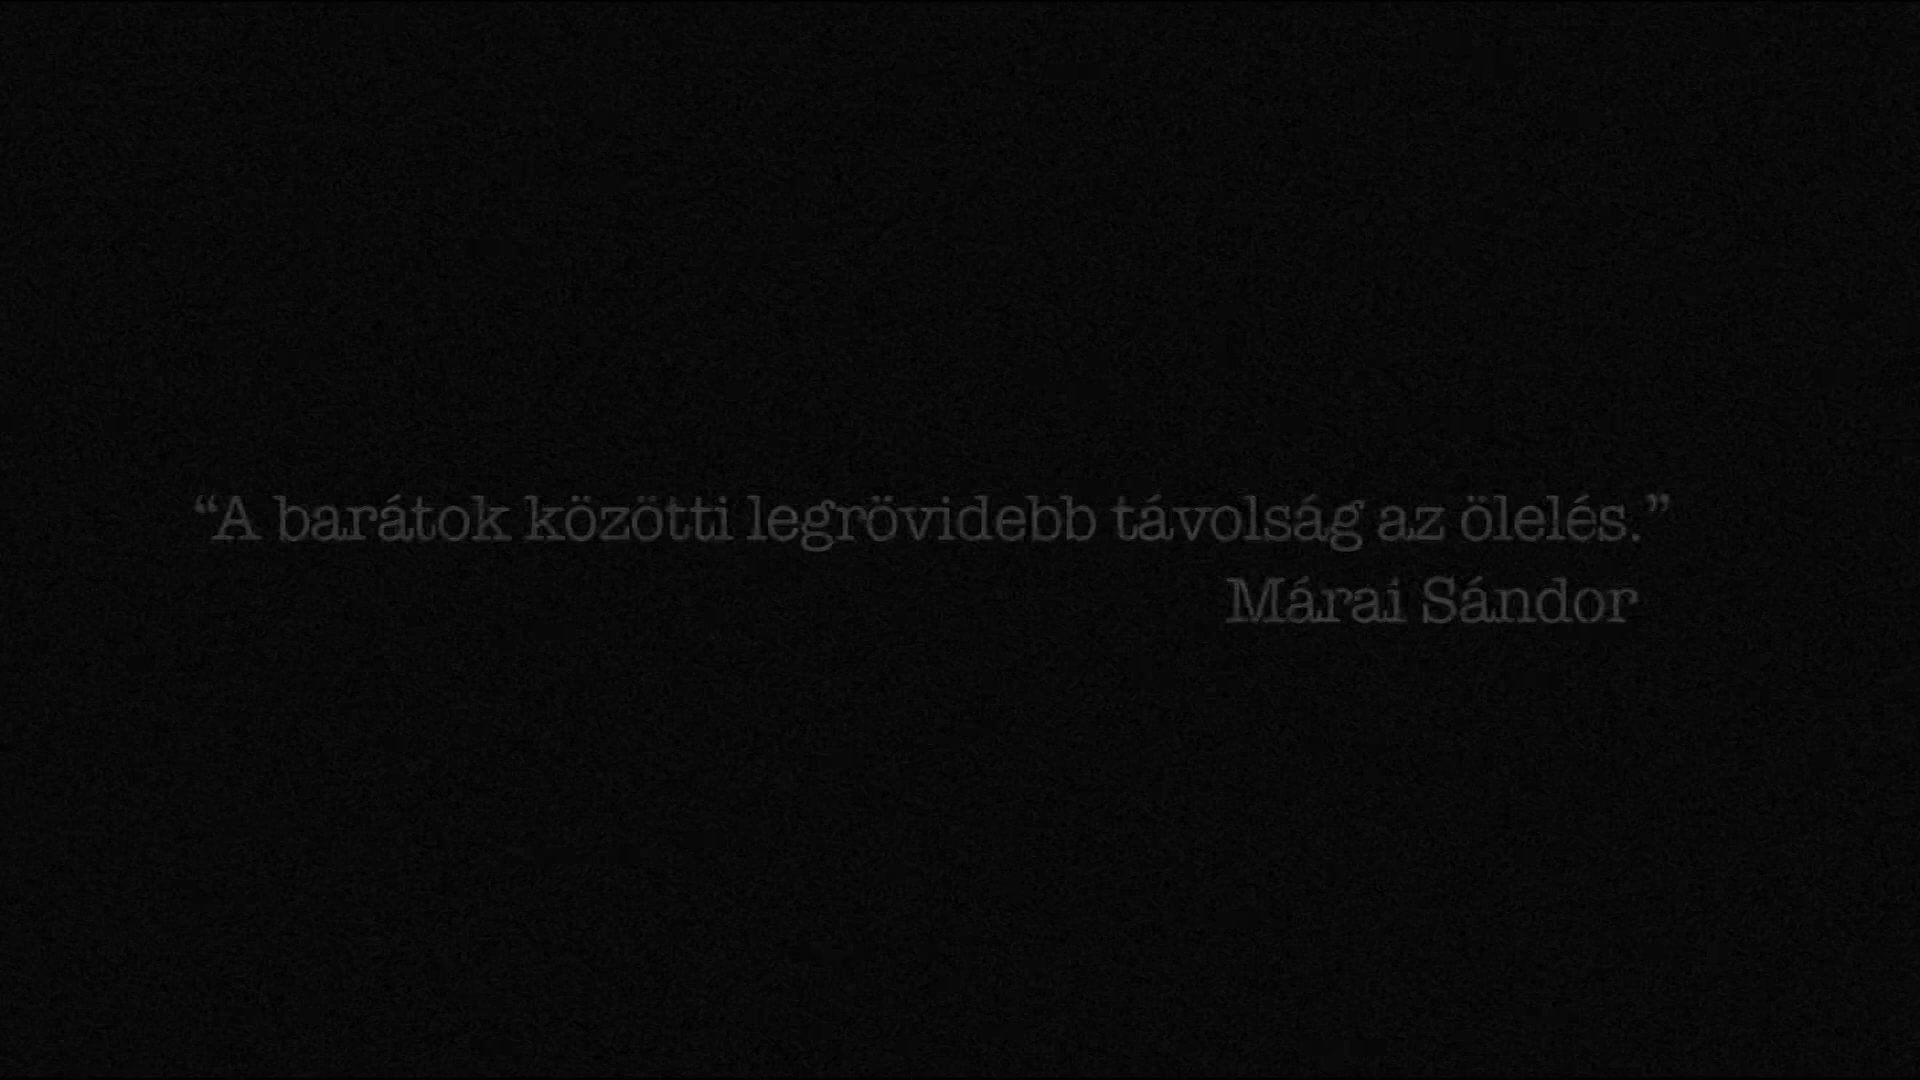 “A barátok közötti legrövidebb távolság az ölelés.”
Márai Sándor